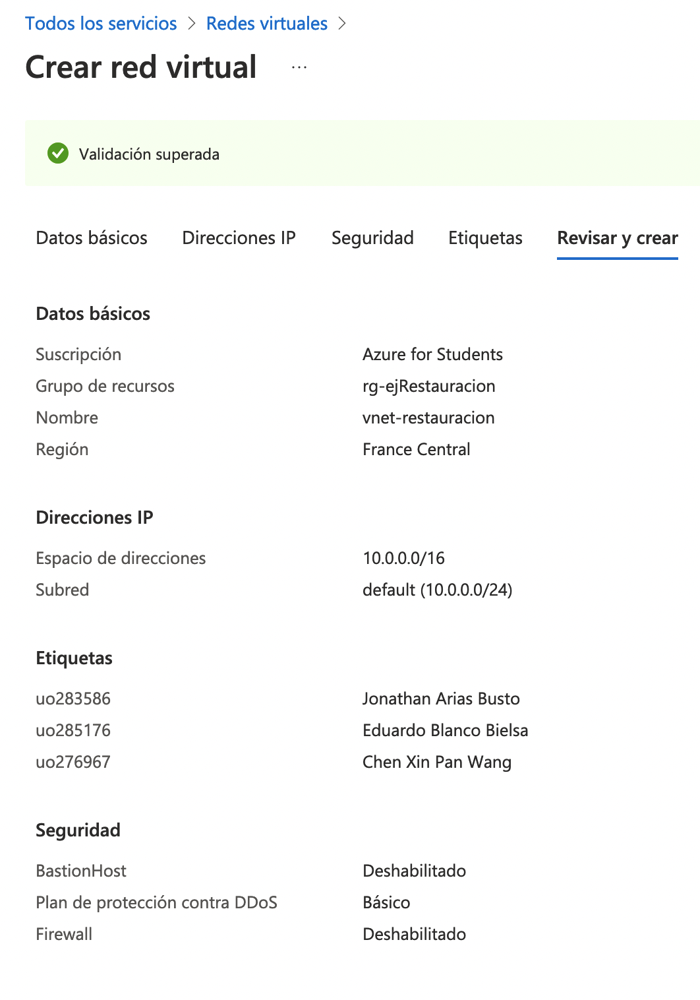 Todos los servicios > Redes virtuales >
Crear red virtual ...
Validación superada
Datos básicos Direcciones IP Seguridad Etiquetas Revisar y crear
Datos básicos
Suscripción Azure for Students
Grupo de recursos rg-ejRestauracion
Nombre vnet-restauracion
Región France Central
Direcciones IP
Espacio de direcciones 10.0.0.0/16
Subred default (10.0.0.0/24)
Etiquetas
uo283586 Jonathan Arias Busto
uo285176 Eduardo Blanco Bielsa
uo276967 Chen Xin Pan Wang
Seguridad
BastionHost Deshabilitado
Plan de protección contra DDoS Básico
Firewall Deshabilitado